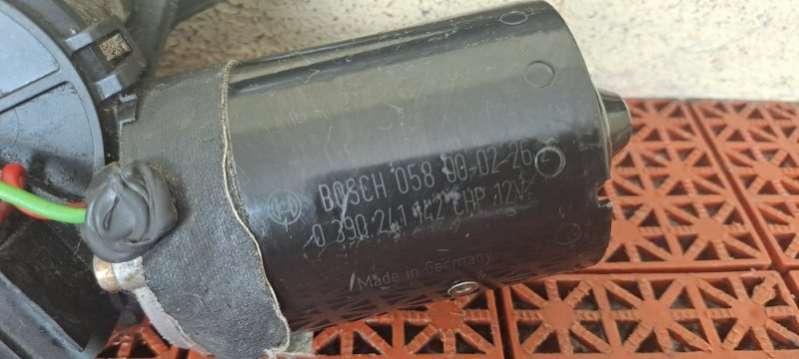 BOSCH 058 00-02-26
0 390 241 142 CHP 12V
Made in Germany